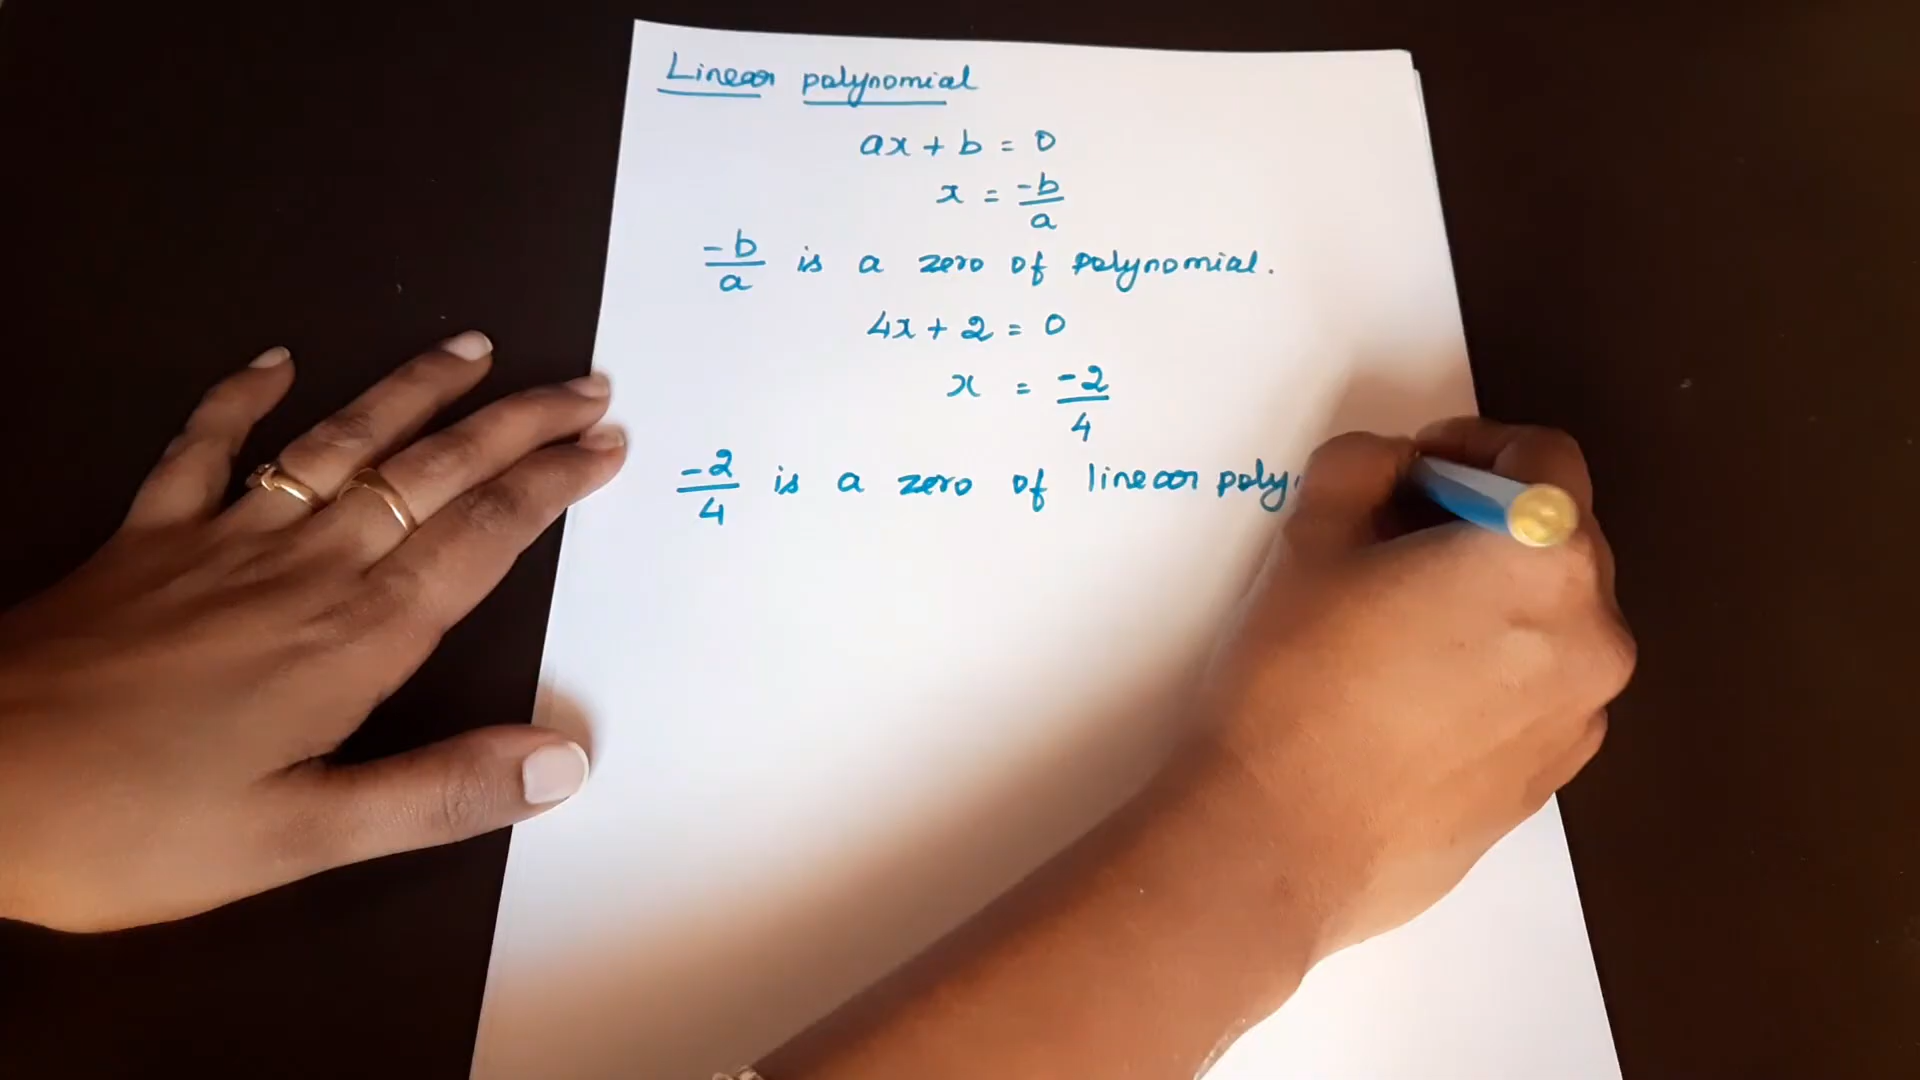 Linear polynomial
ax + b = 0
x = -b/a
-b/a is a zero of polynomial.
4x + 2 = 0
x = -2/4
-2/4 is a zero of linear poly